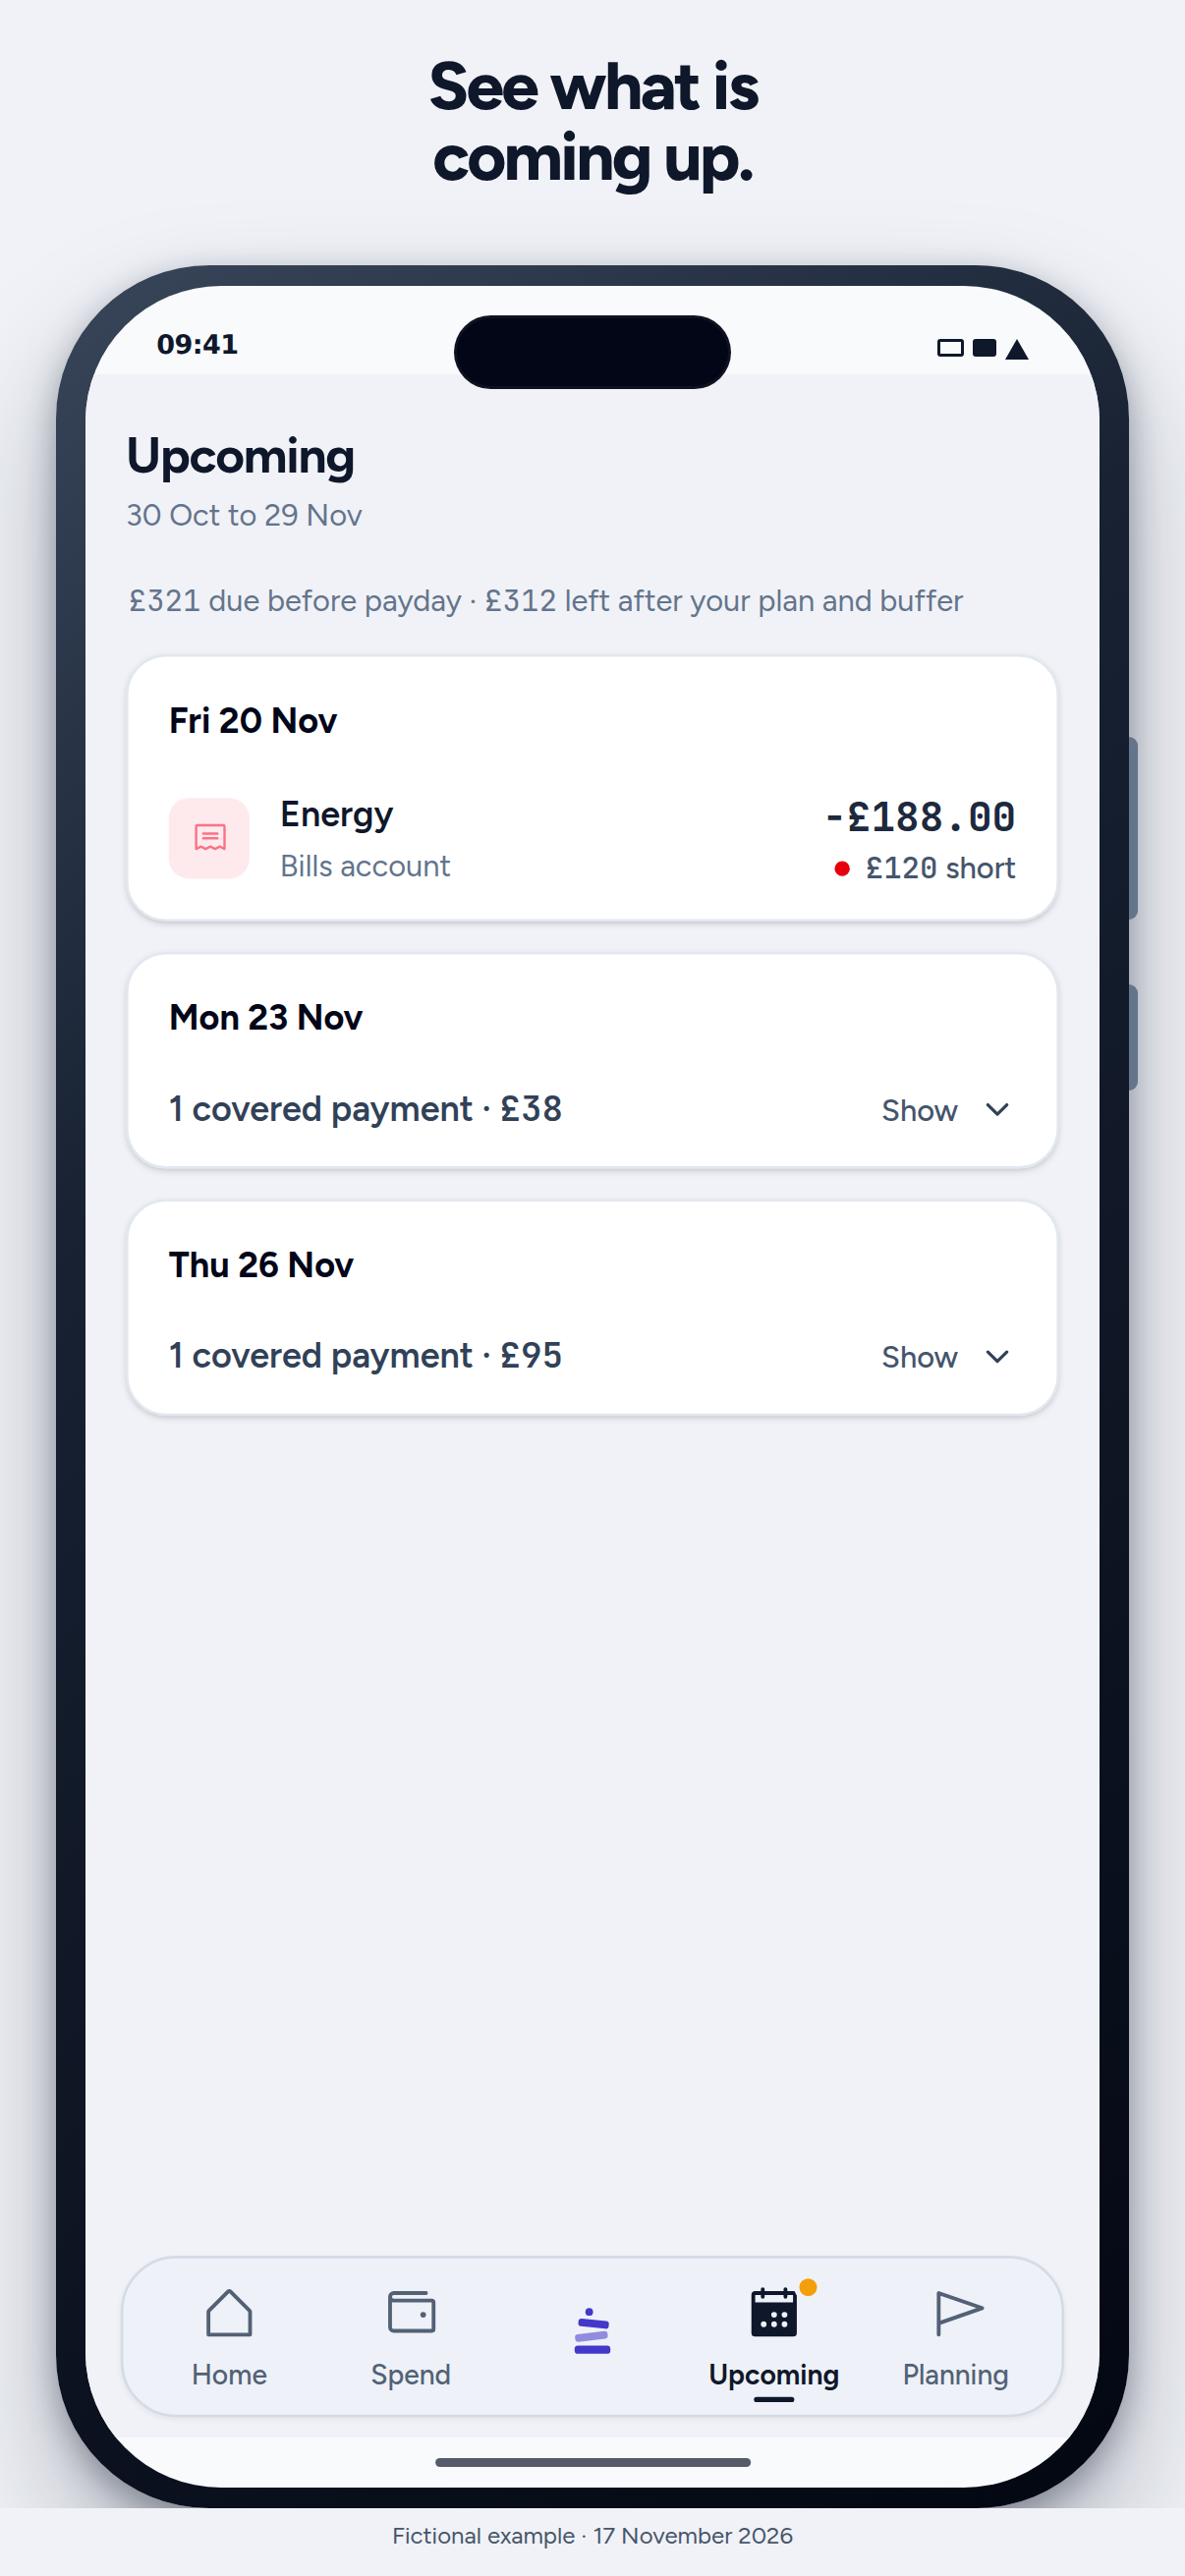 See what is
coming up.
09:41
Upcoming
30 Oct to 29 Nov
£321 due before payday · £312 left after your plan and buffer
Fri 20 Nov
Energy
-£188.00
Bills account
£120 short
Mon 23 Nov
1 covered payment · £38
Show
Thu 26 Nov
1 covered payment · £95
Show
Home
Spend
Upcoming
Planning
Fictional example · 17 November 2026